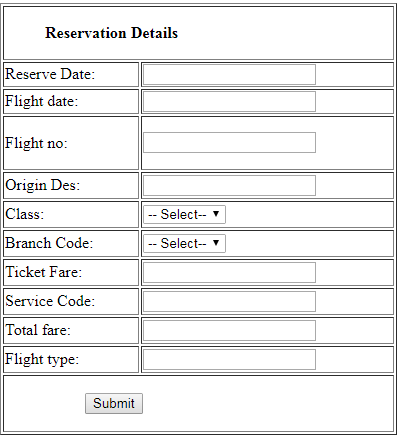 Reservation Details
Reserve Date:
Flight date:
Flight no:
Origin Des:
Class: -- Select--
Branch Code: -- Select--
Ticket Fare:
Service Code:
Total fare:
Flight type:
Submit